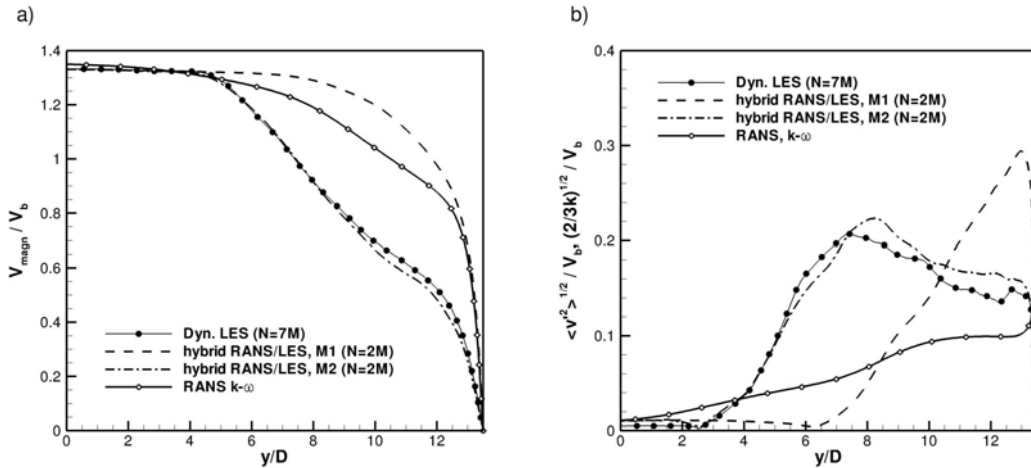 a)
1.4
1.2
1
0.8
0.6
0.4
0.2
0
V_magn / V_b
Dyn. LES (N=7M)
hybrid RANS/LES, M1 (N=2M)
hybrid RANS/LES, M2 (N=2M)
RANS k-ω
0 2 4 6 8 10 12
y/D
b)
0.4
0.3
0.2
0.1
0
<v'²>^1/2 / V_b, (2/3k)^1/2 / V_b
Dyn. LES (N=7M)
hybrid RANS/LES, M1 (N=2M)
hybrid RANS/LES, M2 (N=2M)
RANS, k-ω
0 2 4 6 8 10 12
y/D